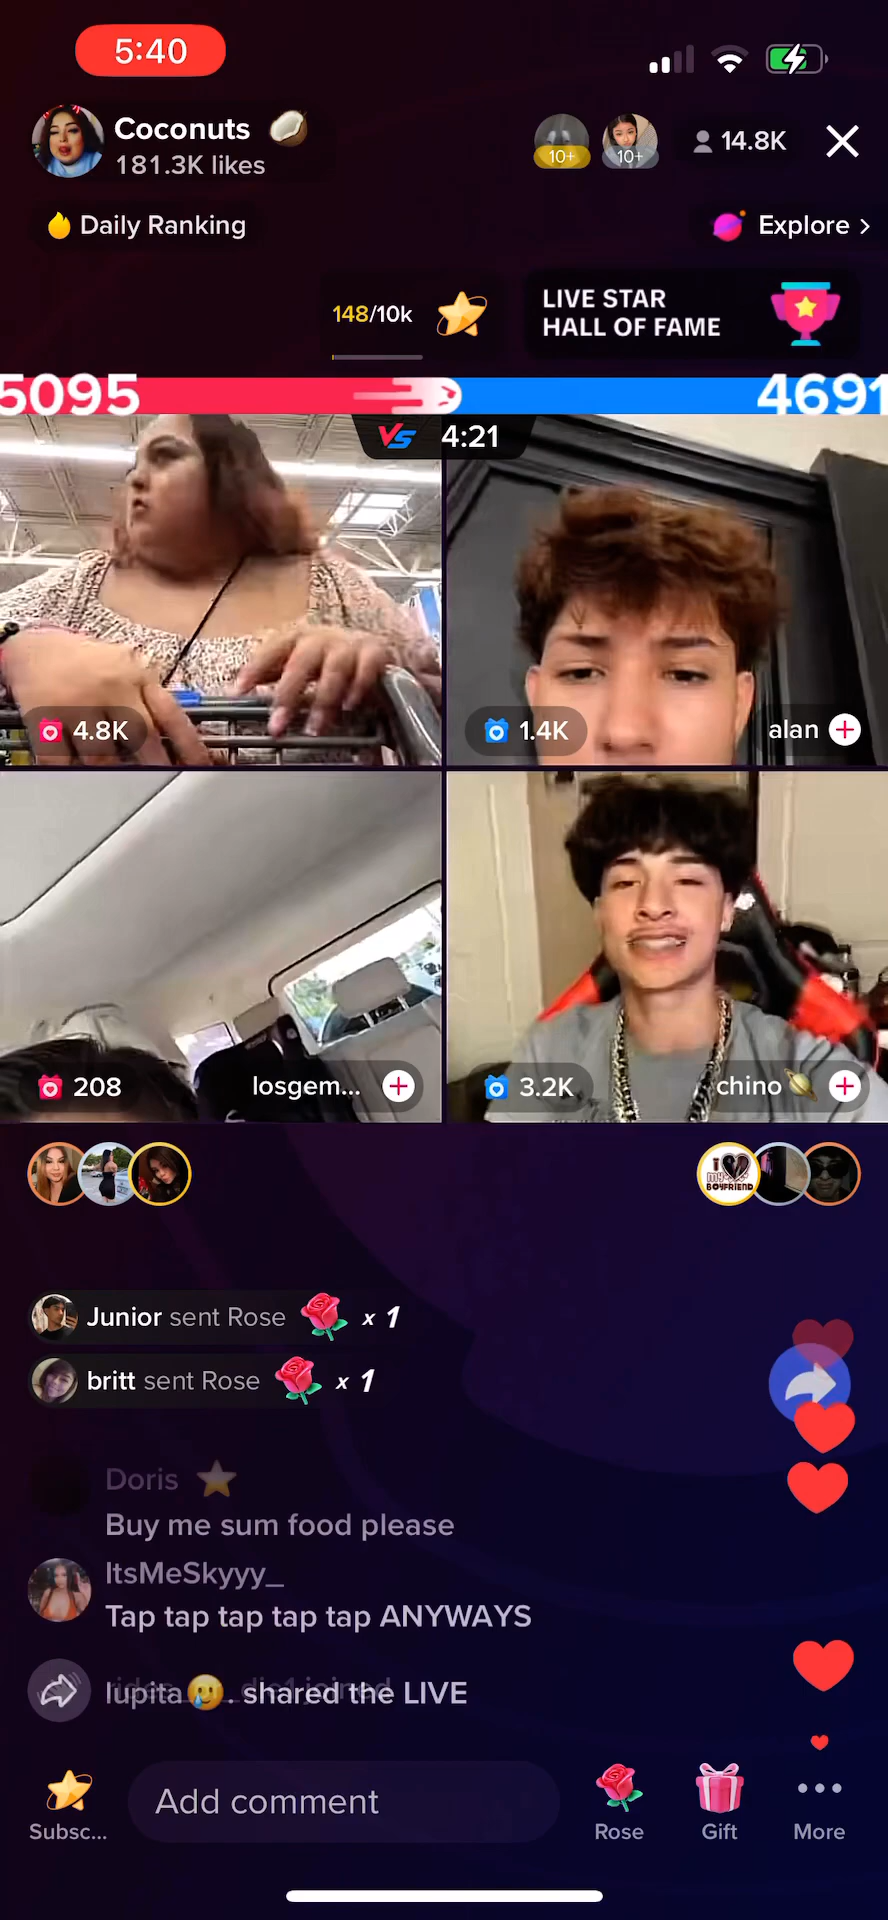 5:40
Coconuts 🥥
181.3K likes
10+
10+
14.8K
Daily Ranking
Explore >
148/10k
LIVE STAR
HALL OF FAME
5095
4691
VS 4:21
4.8K
1.4K
alan
208
losgem...
3.2K
chino 🪐
I
MY
BOYFRIEND
Junior sent Rose x 1
britt sent Rose x 1
Doris ⭐
Buy me sum food please
ItsMeSkyyy_
Tap tap tap tap tap ANYWAYS
lupita🥲. shared the LIVE
Subsc...
Add comment
Rose
Gift
More